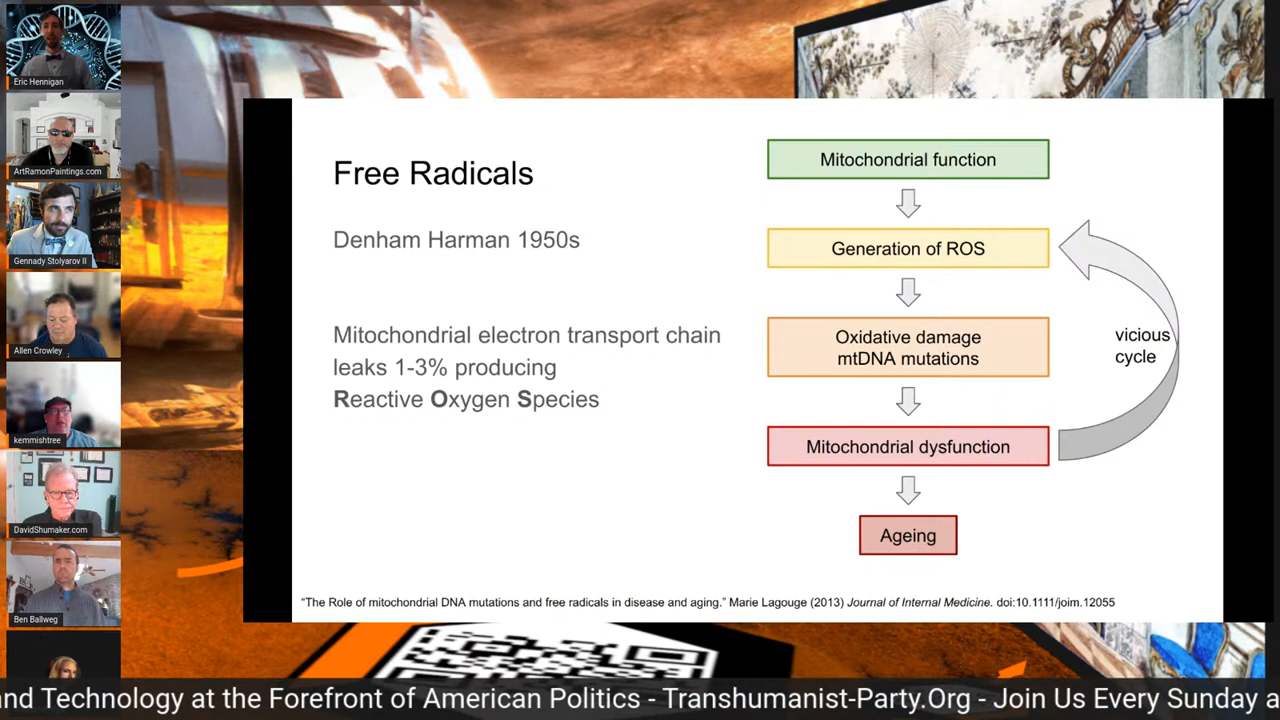 Eric Hennigan
ArtRamonPaintings.com
Gennady Stolyarov II
Allen Crowley
kemmishtree
DavidShumaker.com
Ben Ballweg
Free Radicals
Denham Harman 1950s
Mitochondrial electron transport chain
leaks 1-3% producing
Reactive Oxygen Species
Mitochondrial function
Generation of ROS
Oxidative damage
mtDNA mutations
Mitochondrial dysfunction
Ageing
vicious
cycle
“The Role of mitochondrial DNA mutations and free radicals in disease and aging.” Marie Lagouge (2013) Journal of Internal Medicine. doi:10.1111/joim.12055
and Technology at the Forefront of American Politics - Transhumanist-Party.Org - Join Us Every Sunday a